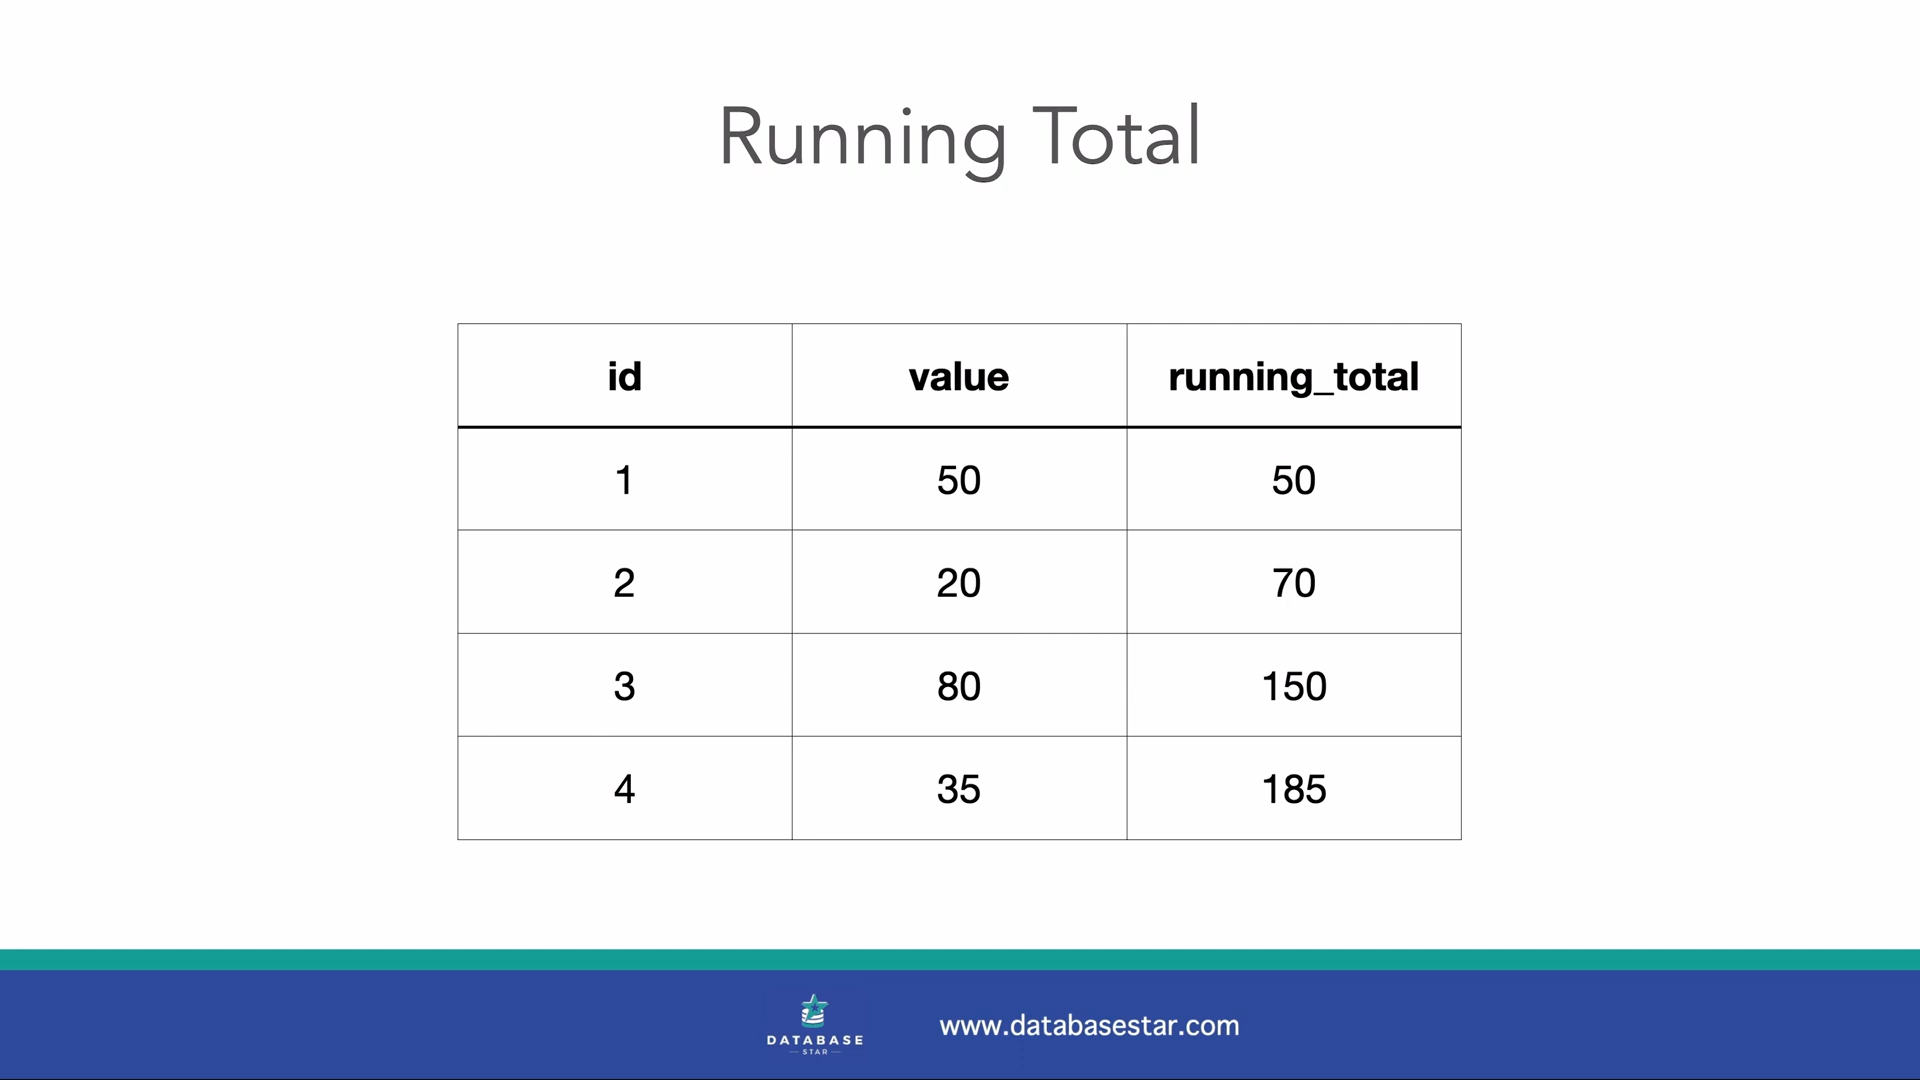 Running Total
id value running_total
1 50 50
2 20 70
3 80 150
4 35 185
DATABASE
STAR
www.databasestar.com